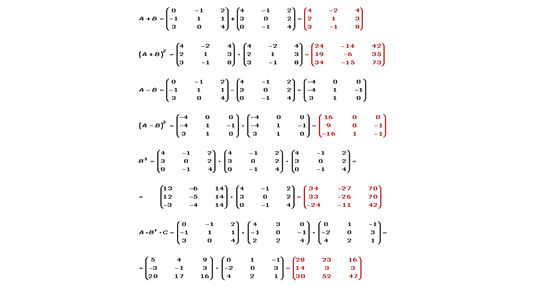 0 -1 2 4 -1 2 4 -2 4
A + B = ( -1 1 1 ) + ( 3 0 2 ) = ( 2 1 3 )
3 0 4 0 -1 4 3 -1 8
4 -2 4 4 -2 4 24 -14 42
(A + B)² = ( 2 1 3 ) · ( 2 1 3 ) = ( 19 -6 35 )
3 -1 8 3 -1 8 34 -15 73
0 -1 2 4 -1 2 -4 0 0
A - B = ( -1 1 1 ) - ( 3 0 2 ) = ( -4 1 -1 )
3 0 4 0 -1 4 3 1 0
-4 0 0 -4 0 0 16 0 0
(A - B)² = ( -4 1 -1 ) · ( -4 1 -1 ) = ( 9 0 -1 )
3 1 0 3 1 0 -16 1 -1
4 -1 2 4 -1 2 4 -1 2
B³ = ( 3 0 2 ) · ( 3 0 2 ) · ( 3 0 2 ) =
0 -1 4 0 -1 4 0 -1 4
13 -6 14 4 -1 2 34 -27 70
= ( 12 -5 14 ) · ( 3 0 2 ) = ( 33 -26 70 )
-3 -4 14 0 -1 4 -24 -11 42
0 -1 2 4 3 0 0 1 -1
A · Bᵗ · C = ( -1 1 1 ) · ( -1 0 -1 ) · ( -2 0 3 ) =
3 0 4 2 2 4 4 2 1
5 4 9 0 1 -1 28 23 16
= ( -3 -1 3 ) · ( -2 0 3 ) = ( 14 3 3 )
20 17 16 4 2 1 30 52 47